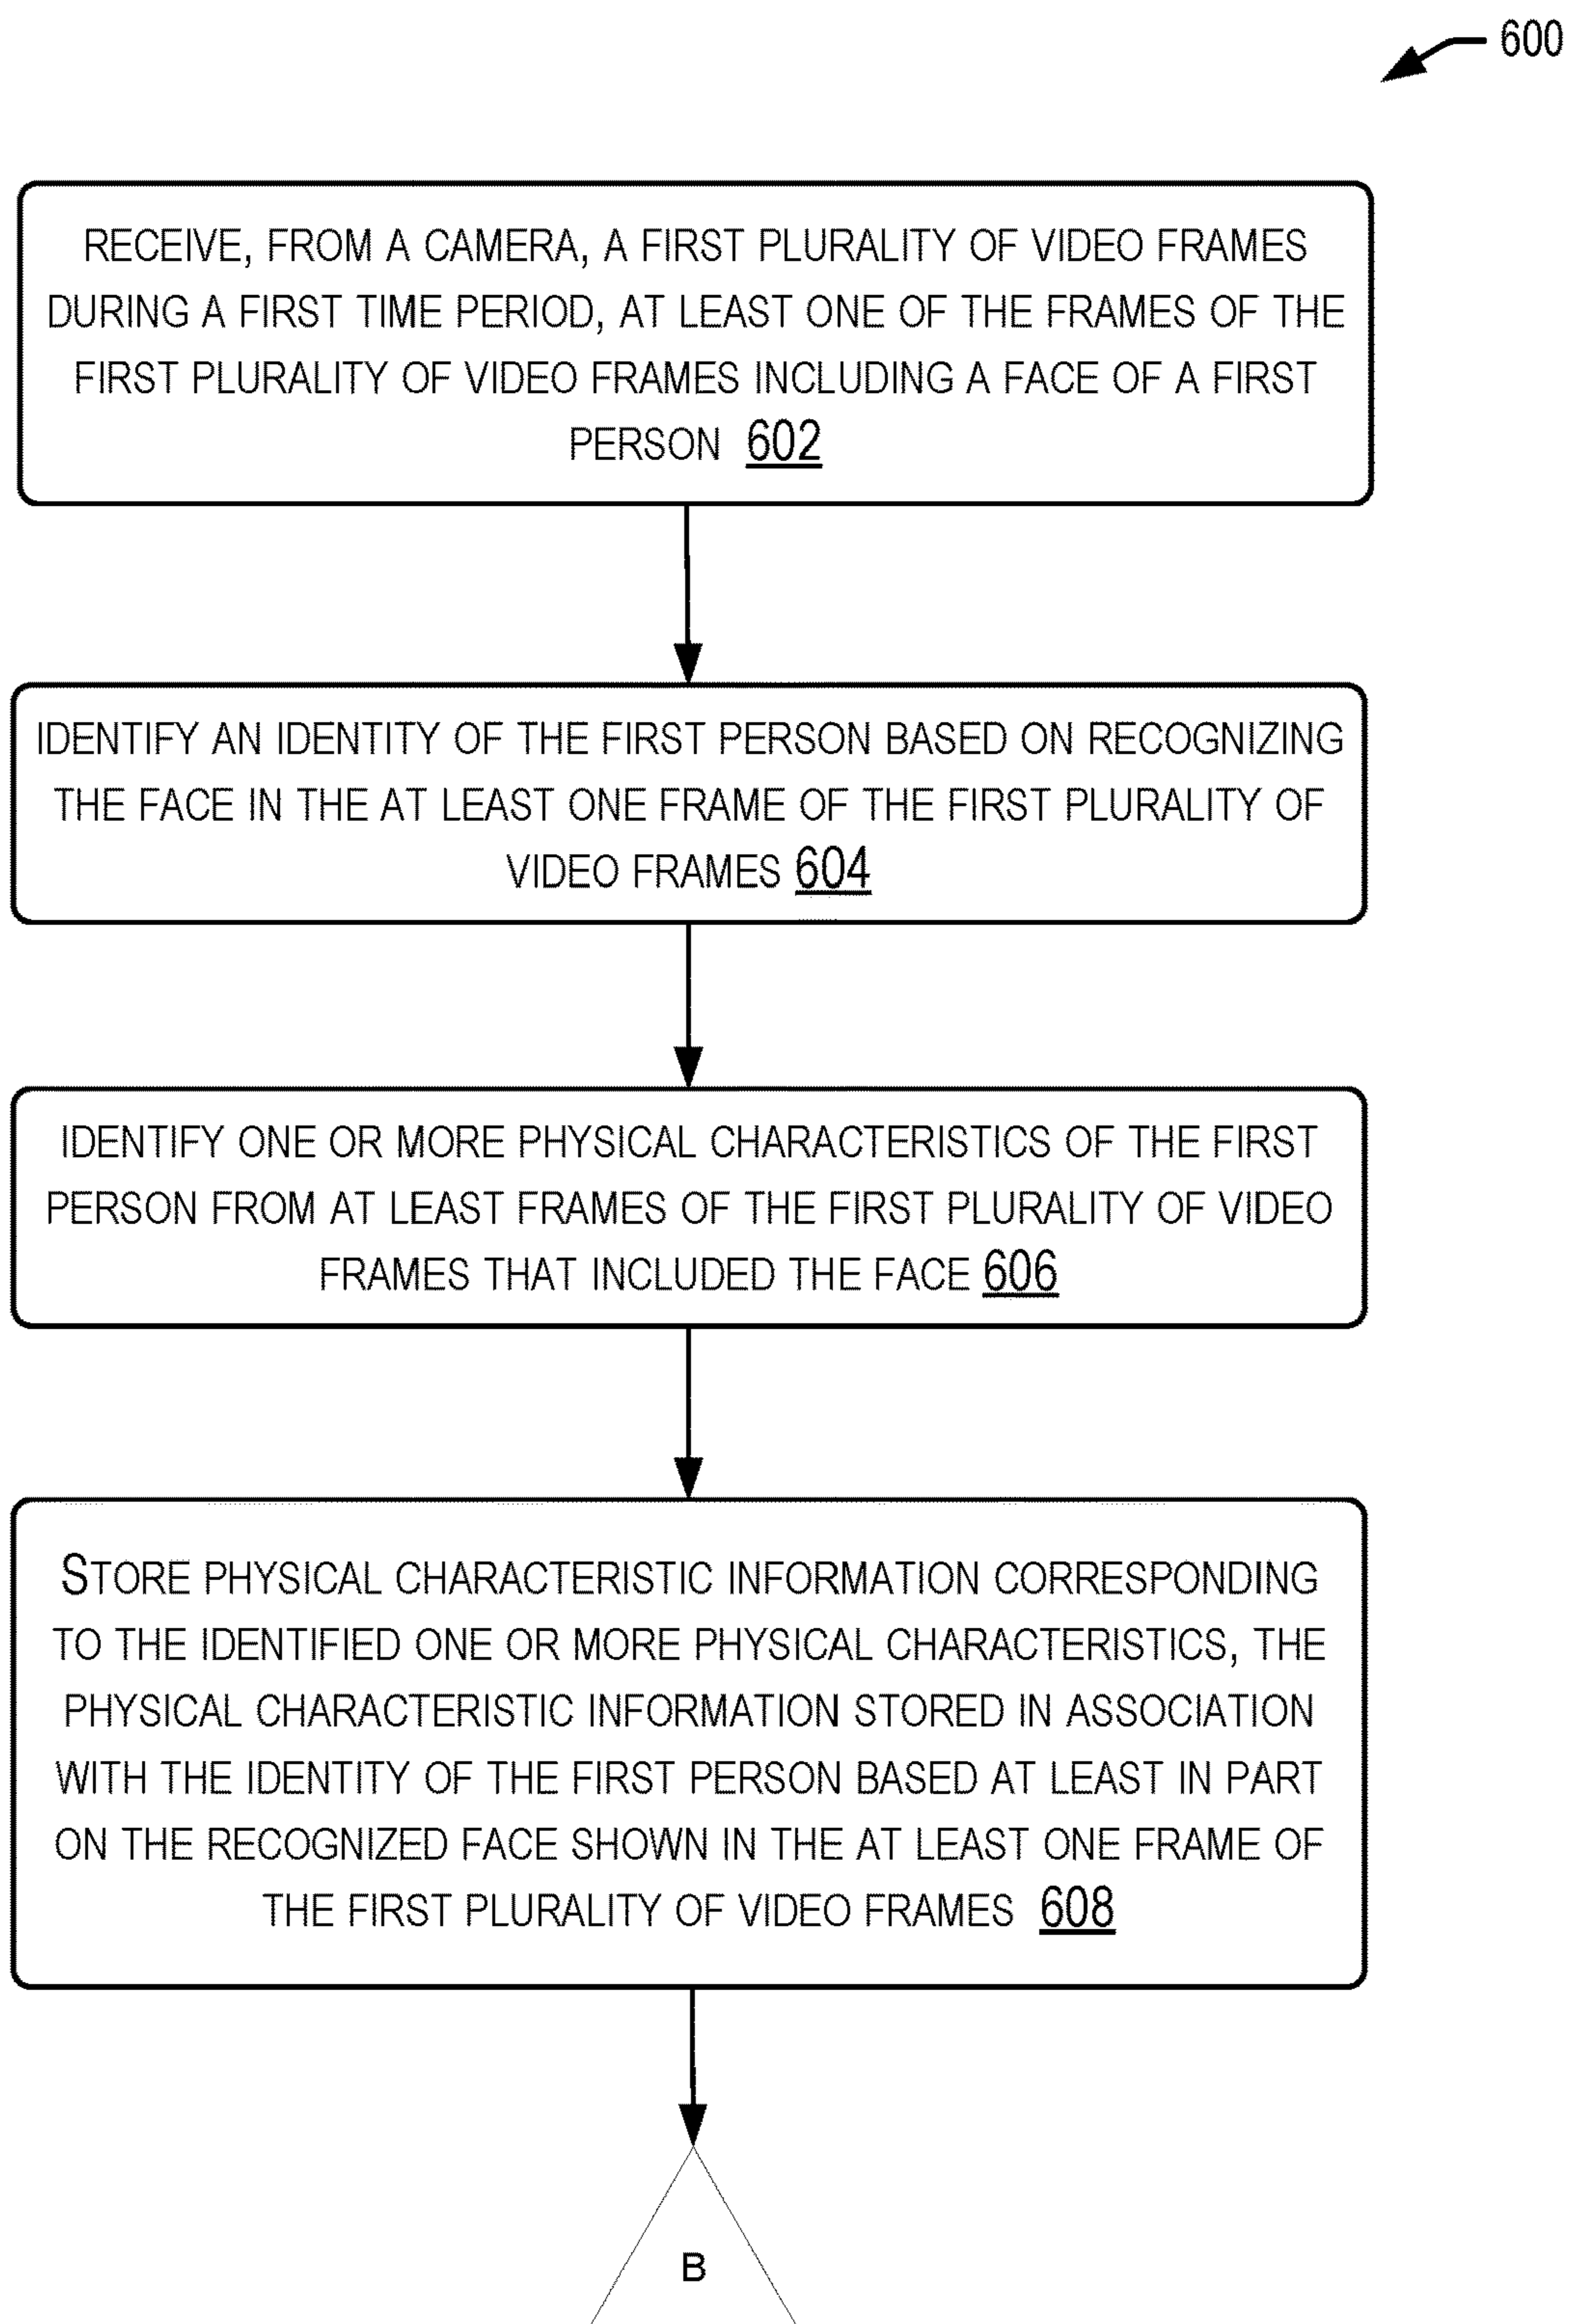 600
RECEIVE, FROM A CAMERA, A FIRST PLURALITY OF VIDEO FRAMES
DURING A FIRST TIME PERIOD, AT LEAST ONE OF THE FRAMES OF THE
FIRST PLURALITY OF VIDEO FRAMES INCLUDING A FACE OF A FIRST
PERSON 602
IDENTIFY AN IDENTITY OF THE FIRST PERSON BASED ON RECOGNIZING
THE FACE IN THE AT LEAST ONE FRAME OF THE FIRST PLURALITY OF
VIDEO FRAMES 604
IDENTIFY ONE OR MORE PHYSICAL CHARACTERISTICS OF THE FIRST
PERSON FROM AT LEAST FRAMES OF THE FIRST PLURALITY OF VIDEO
FRAMES THAT INCLUDED THE FACE 606
STORE PHYSICAL CHARACTERISTIC INFORMATION CORRESPONDING
TO THE IDENTIFIED ONE OR MORE PHYSICAL CHARACTERISTICS, THE
PHYSICAL CHARACTERISTIC INFORMATION STORED IN ASSOCIATION
WITH THE IDENTITY OF THE FIRST PERSON BASED AT LEAST IN PART
ON THE RECOGNIZED FACE SHOWN IN THE AT LEAST ONE FRAME OF
THE FIRST PLURALITY OF VIDEO FRAMES 608
B